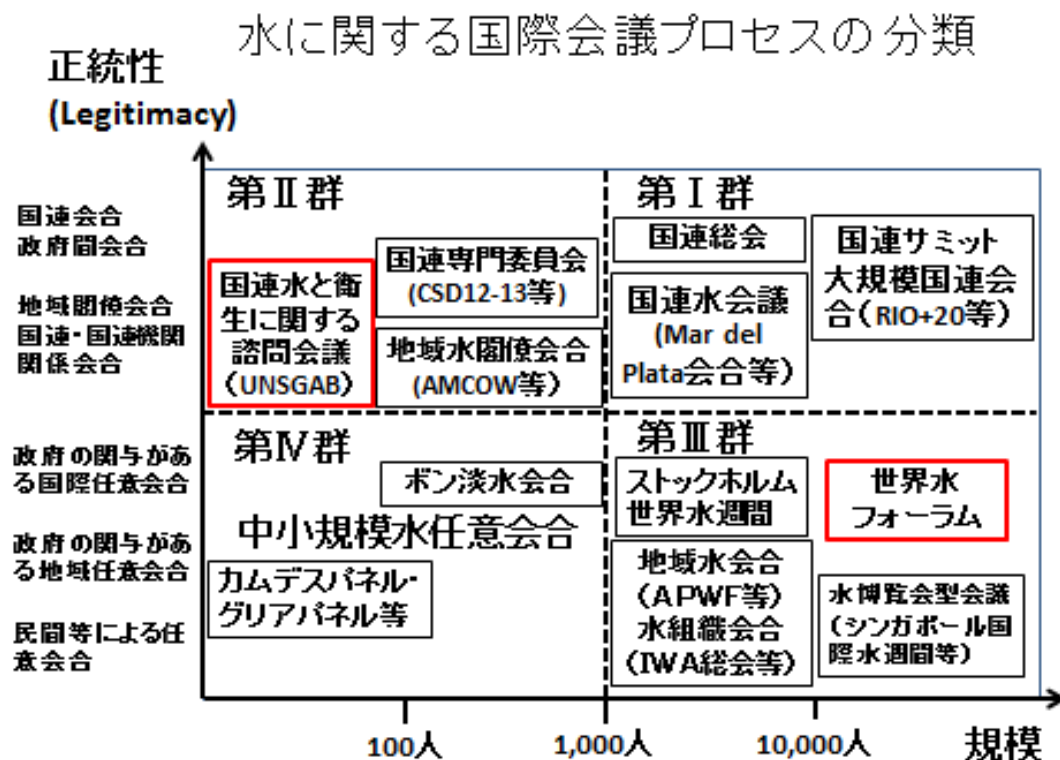 水に関する国際会議プロセスの分類
正統性
(Legitimacy)
国連会合
政府間会合
地域閣僚会合
国連・国連機関
関係会合
政府の関与があ
る国際任意会合
政府の関与があ
る地域任意会合
民間等による任
意会合
第Ⅱ群
国連水と衛
生に関する
諮問会議
（UNSGAB）
国連専門委員会
(CSD12-13等)
地域水閣僚会合
(AMCOW等)
第Ⅰ群
国連総会
国連水会議
(Mar del
Plata会合等)
国連サミット
大規模国連会
合(RIO+20等)
第Ⅳ群
ボン淡水会合
中小規模水任意会合
カムデスパネル・
グリアパネル等
第Ⅲ群
ストックホルム
世界水週間
地域水会合
(APWF等)
水組織会合
(IWA総会等)
世界水
フォーラム
水博覧会型会議
(シンガポール国
際水週間等)
100人
1,000人
10,000人
規模